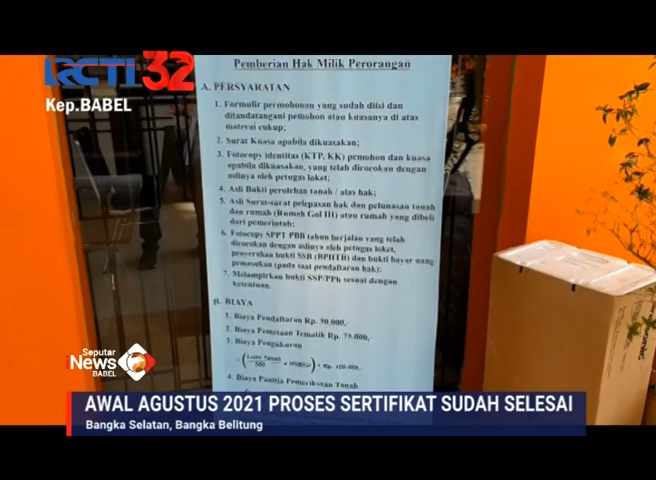 RCTI 32
Kep.BABEL
Pemberian Hak Milik Perorangan
A. PERSYARATAN
1. Formulir permohonan yang sudah diisi dan
ditandatangani pemohon atau kuasanya di atas
materai cukup;
2. Surat Kuasa apabila dikuasakan;
3. Fotocopy identitas (KTP, KK) pemohon dan kuasa
apabila dikuasakan, yang telah dicocokan dengan
aslinya oleh petugas loket;
4. Asli Bukti perolehan tanah / alas hak;
5. Asli Surat-surat pelepasan hak dan pelunasan tanah
dan rumah (Rumah Gol III) atau rumah yang dibeli
dari pemerintah;
6. Fotocopy SPPT PBB tahun berjalan yang telah
dicocokan dengan aslinya oleh petugas loket,
penyerahan bukti SSB (BPHTB) dan bukti bayar uang
pemasukan (pada saat pendaftaran hak);
7. Melampirkan bukti SSP/PPh sesuai dengan
ketentuan.
B. BIAYA
1. Biaya Pendaftaran Rp. 50.000,-
2. Biaya Pemetaan Tematik Rp. 75.000,-
3. Biaya Pengukuran
Luas Tanah
500
+ Rp. 100.000,-
4. Biaya Panitia Pemeriksaan Tanah
Seputar
iNews
BABEL
AWAL AGUSTUS 2021 PROSES SERTIFIKAT SUDAH SELESAI
Bangka Selatan, Bangka Belitung